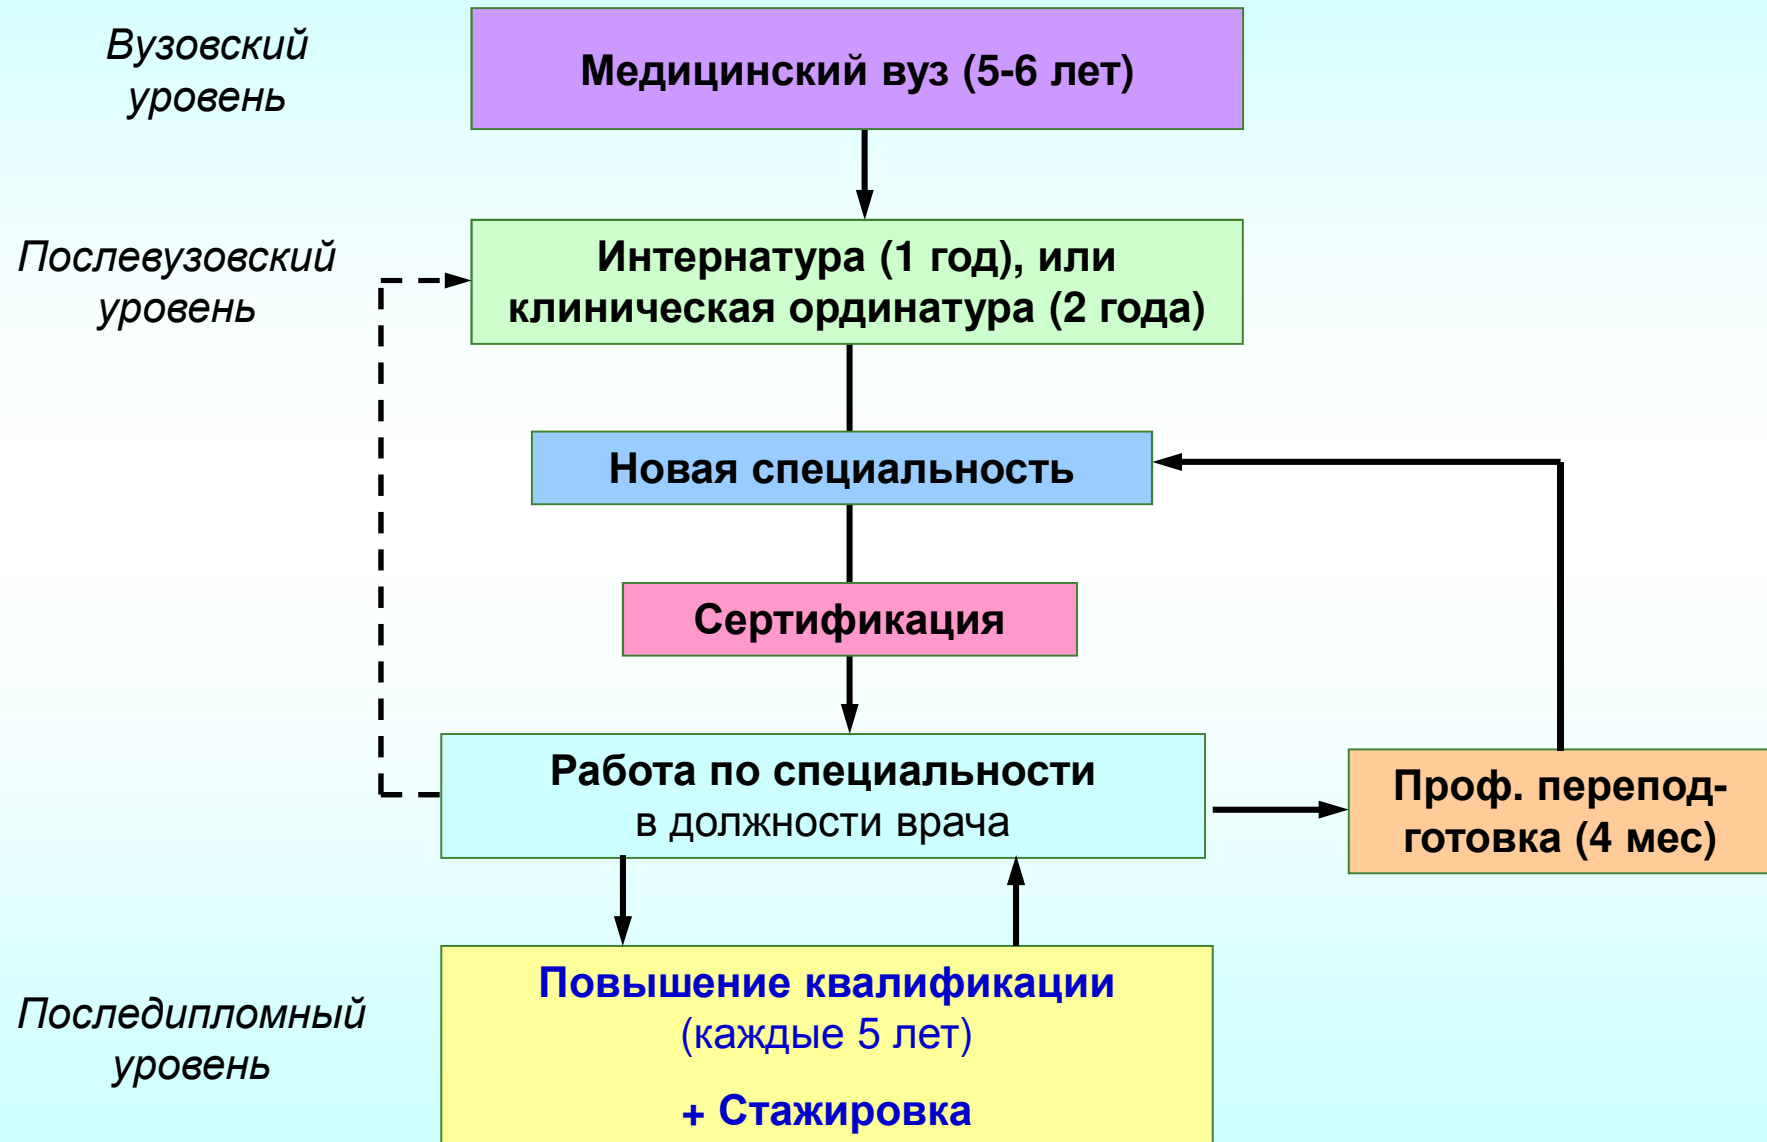 Вузовский
уровень
Медицинский вуз (5-6 лет)
Послевузовский
уровень
Интернатура (1 год), или
клиническая ординатура (2 года)
Новая специальность
Сертификация
Работа по специальности
в должности врача
Проф. перепод-
готовка (4 мес)
Последипломный
уровень
Повышение квалификации
(каждые 5 лет)
+ Стажировка